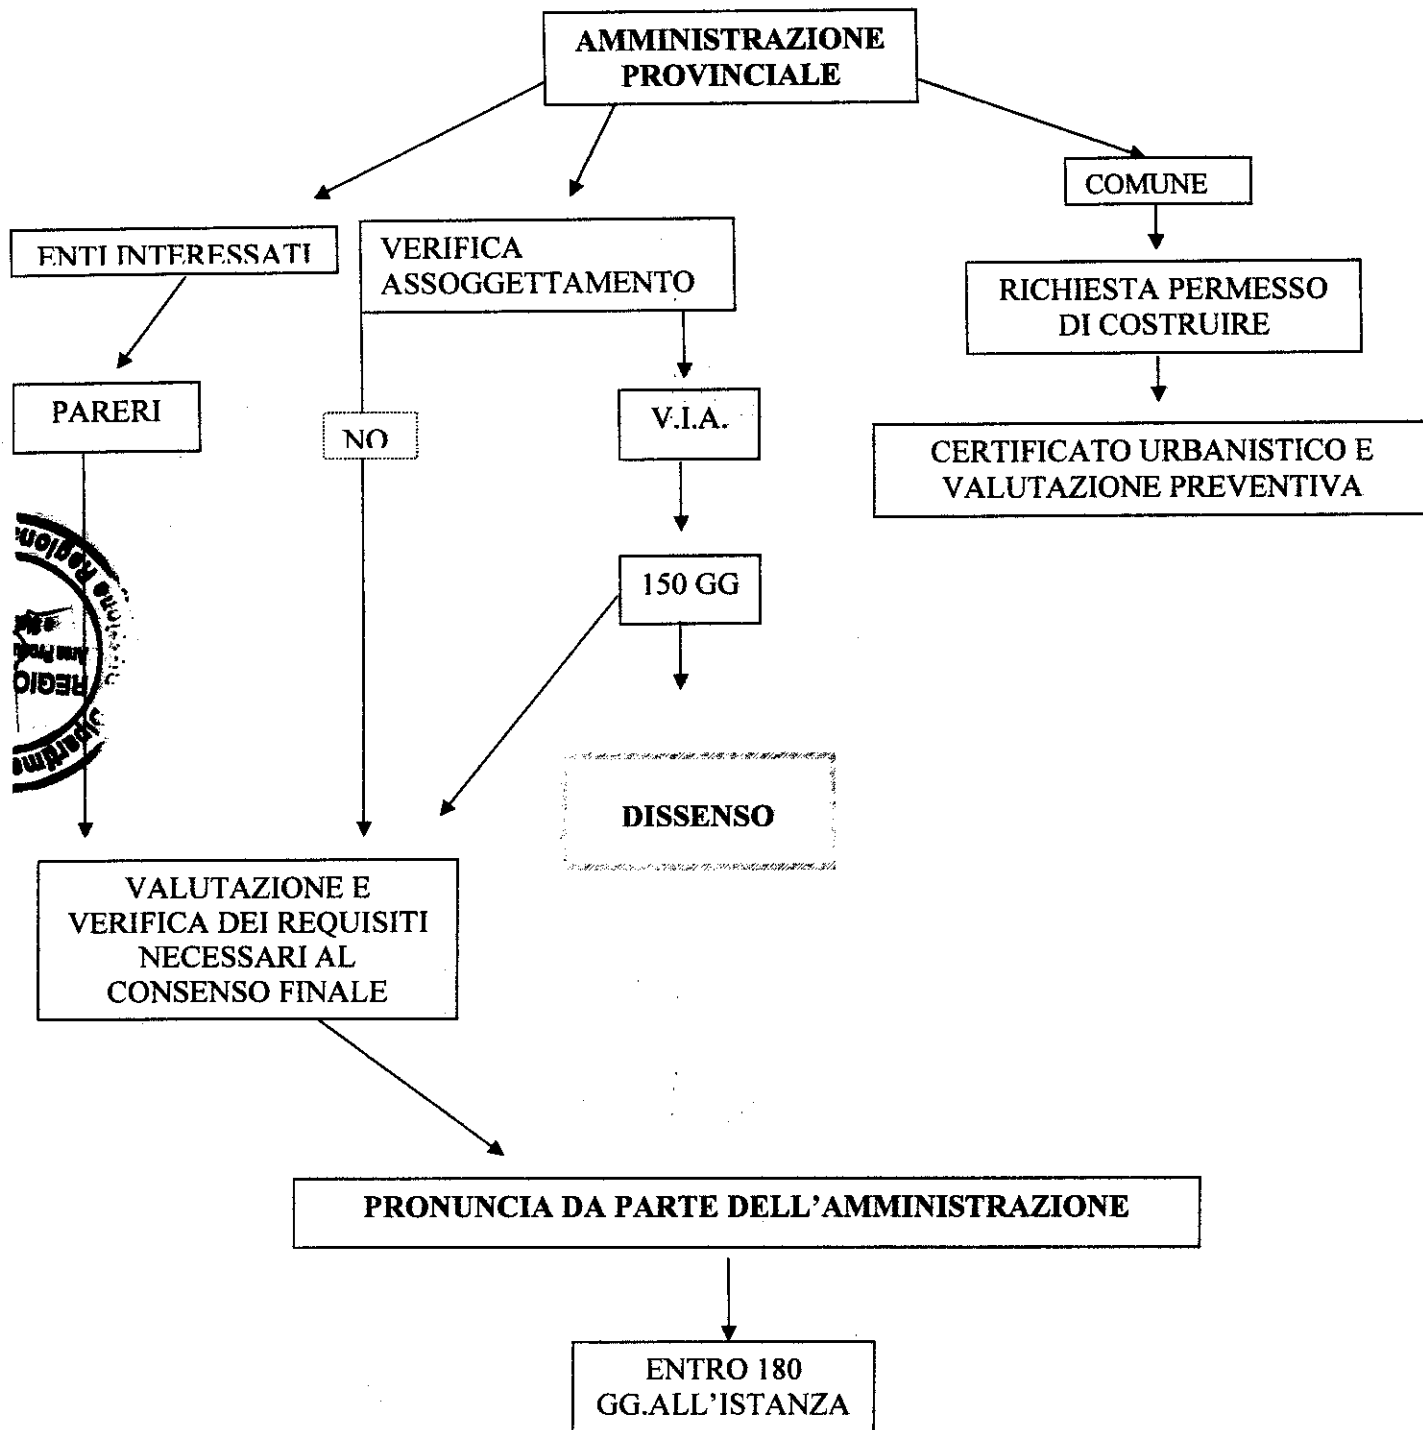 AMMINISTRAZIONE
PROVINCIALE
COMUNE
ENTI INTERESSATI
VERIFICA
ASSOGGETTAMENTO
RICHIESTA PERMESSO
DI COSTRUIRE
PARERI
NO
V.I.A.
CERTIFICATO URBANISTICO E
VALUTAZIONE PREVENTIVA
150 GG
DISSENSO
VALUTAZIONE E
VERIFICA DEI REQUISITI
NECESSARI AL
CONSENSO FINALE
PRONUNCIA DA PARTE DELL'AMMINISTRAZIONE
ENTRO 180
GG.ALL'ISTANZA